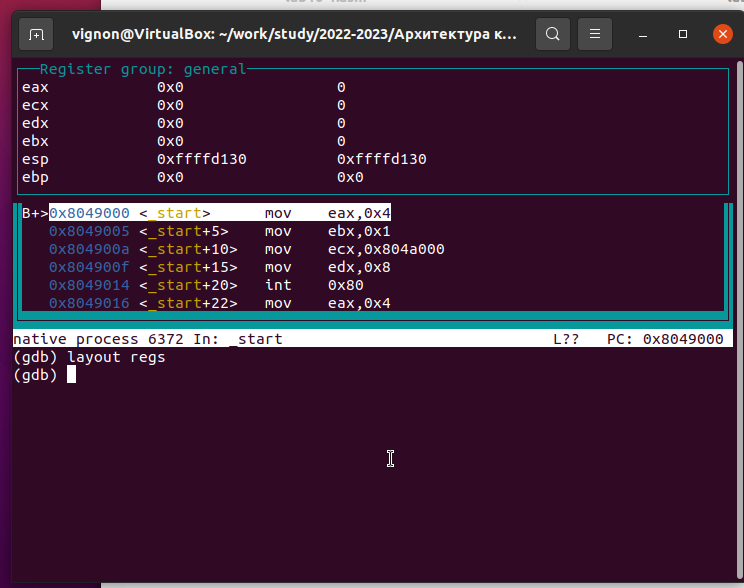 vignon@VirtualBox: ~/work/study/2022-2023/Архитектура к...
Register group: general
eax 0x0 0
ecx 0x0 0
edx 0x0 0
ebx 0x0 0
esp 0xffffd130 0xffffd130
ebp 0x0 0x0
B+>0x8049000 <_start> mov eax,0x4
0x8049005 <_start+5> mov ebx,0x1
0x804900a <_start+10> mov ecx,0x804a000
0x804900f <_start+15> mov edx,0x8
0x8049014 <_start+20> int 0x80
0x8049016 <_start+22> mov eax,0x4
native process 6372 In: _start L?? PC: 0x8049000
(gdb) layout regs
(gdb)